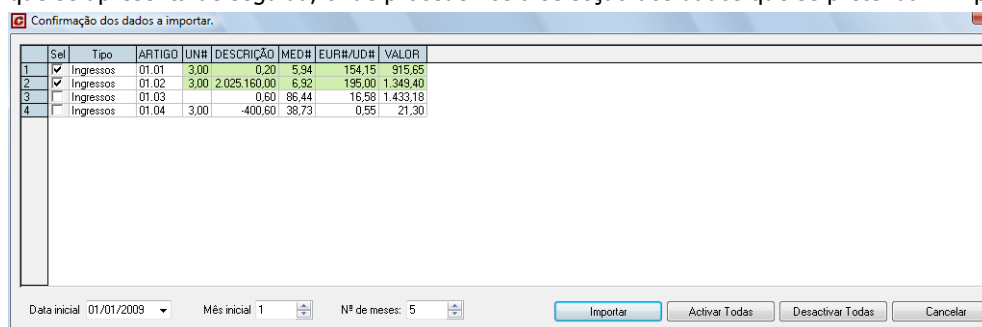 Confirmação dos dados a importar.
Sel Tipo ARTIGO UN# DESCRIÇÃO MED# EUR#/UD# VALOR
1 Ingressos 01.01 3,00 0,20 5,94 154,15 915,65
2 Ingressos 01.02 3,00 2.025.160,00 6,92 195,00 1.349,40
3 Ingressos 01.03 0,60 86,44 16,58 1.433,18
4 Ingressos 01.04 3,00 -400,60 38,73 0,55 21,30
Data inicial 01/01/2009 Mês inicial 1 Nº de meses: 5 Importar Activar Todas Desactivar Todas Cancelar